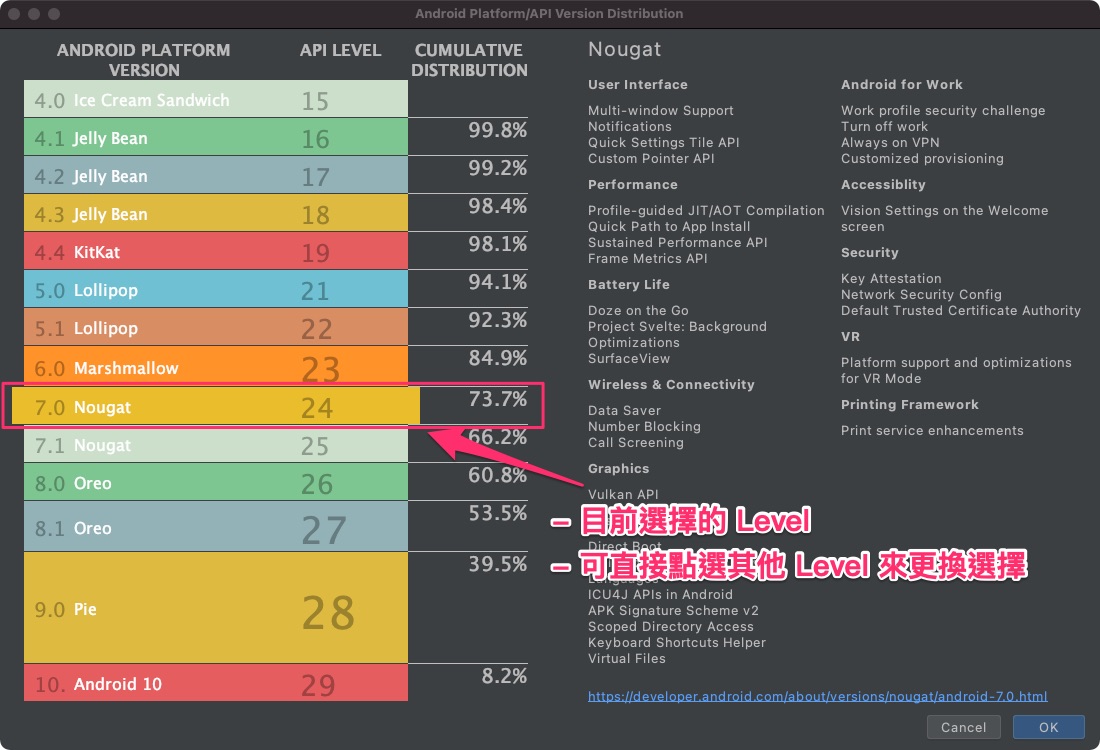 Android Platform/API Version Distribution
ANDROID PLATFORM
VERSION
API LEVEL
CUMULATIVE
DISTRIBUTION
4.0 Ice Cream Sandwich 15
99.8%
4.1 Jelly Bean 16
99.2%
4.2 Jelly Bean 17
98.4%
4.3 Jelly Bean 18
98.1%
4.4 KitKat 19
94.1%
5.0 Lollipop 21
92.3%
5.1 Lollipop 22
84.9%
6.0 Marshmallow 23
73.7%
7.0 Nougat 24
66.2%
7.1 Nougat 25
60.8%
8.0 Oreo 26
53.5%
8.1 Oreo 27
39.5%
9.0 Pie 28
8.2%
10. Android 10 29
Nougat
User Interface
Multi-window Support
Notifications
Quick Settings Tile API
Custom Pointer API
Performance
Profile-guided JIT/AOT Compilation
Quick Path to App Install
Sustained Performance API
Frame Metrics API
Battery Life
Doze on the Go
Project Svelte: Background
Optimizations
SurfaceView
Wireless & Connectivity
Data Saver
Number Blocking
Call Screening
Graphics
Vulkan API
– 目前選擇的 Level
Direct Boot
– 可直接點選其他 Level 來更換選擇
ICU4J APIs in Android
APK Signature Scheme v2
Scoped Directory Access
Keyboard Shortcuts Helper
Virtual Files
Android for Work
Work profile security challenge
Turn off work
Always on VPN
Customized provisioning
Accessiblity
Vision Settings on the Welcome
screen
Security
Key Attestation
Network Security Config
Default Trusted Certificate Authority
VR
Platform support and optimizations
for VR Mode
Printing Framework
Print service enhancements
https://developer.android.com/about/versions/nougat/android-7.0.html
Cancel
OK